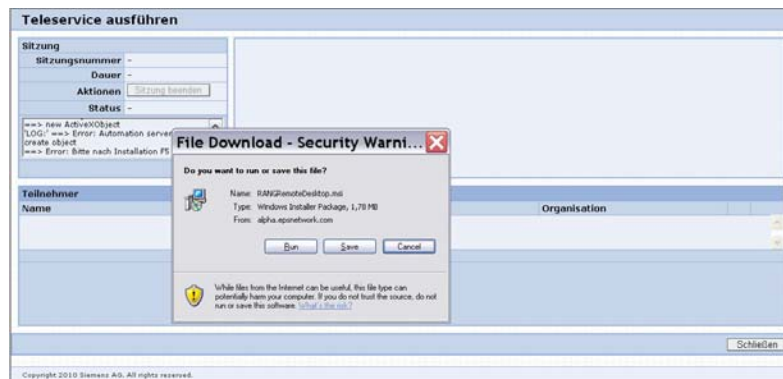 Teleservice ausführen
Sitzung
Sitzungsnummer -
Dauer -
Aktionen Sitzung beenden
Status -
==> new ActiveXObject
'LOG:' ==> Error: Automation server
create object
==> Error: Bitte nach Installation F5
File Download - Security Warni...
Do you want to run or save this file?
Name: RANGRemoteDesktop.msi
Type: Windows Installer Package, 1,78 MB
From: alpha.epsnetwork.com
Run Save Cancel
While files from the Internet can be useful, this file type can
potentially harm your computer. If you do not trust the source, do not
run or save this software. What's the risk?
Teilnehmer
Name Organisation
Schließen
Copyright 2010 Siemens AG. All rights reserved.